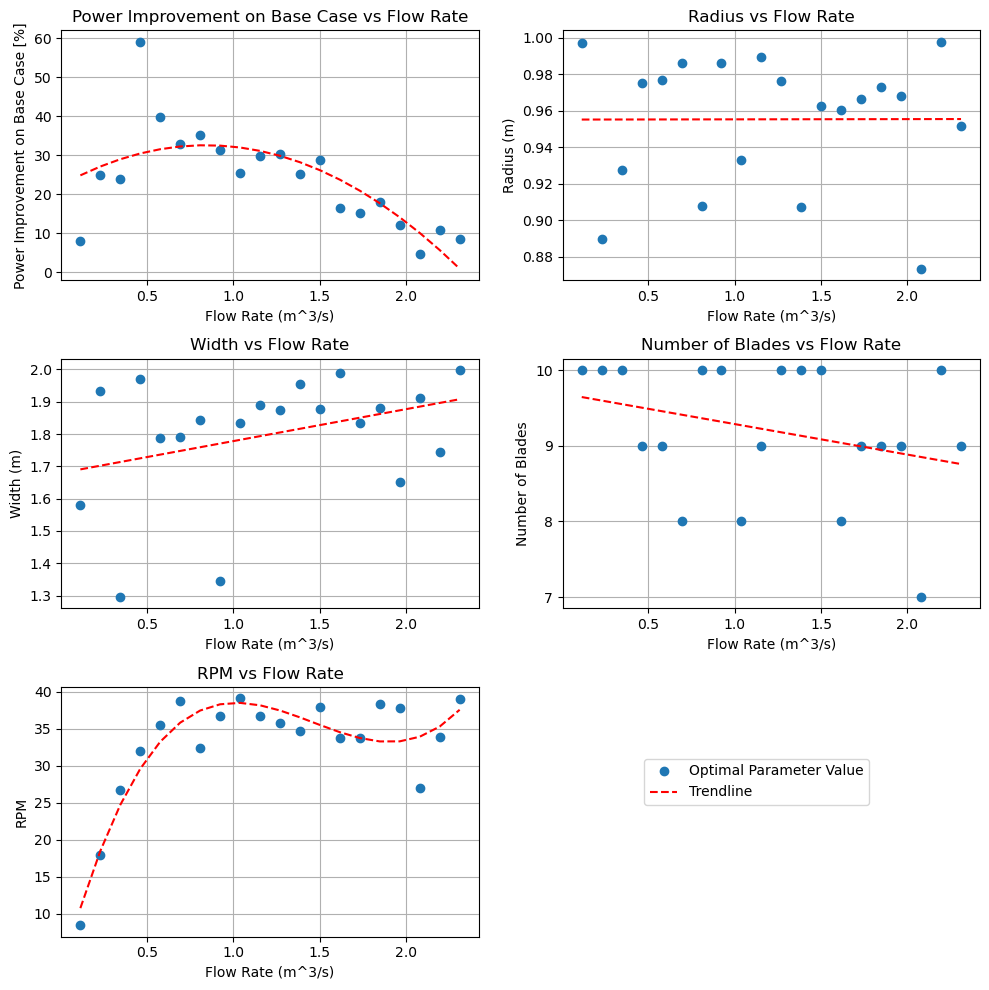 Power Improvement on Base Case vs Flow Rate
Power Improvement on Base Case [%]
60
50
40
30
20
10
0
0.5 1.0 1.5 2.0
Flow Rate (m^3/s)
Radius vs Flow Rate
Radius (m)
1.00
0.98
0.96
0.94
0.92
0.90
0.88
0.5 1.0 1.5 2.0
Flow Rate (m^3/s)
Width vs Flow Rate
Width (m)
2.0
1.9
1.8
1.7
1.6
1.5
1.4
1.3
0.5 1.0 1.5 2.0
Flow Rate (m^3/s)
Number of Blades vs Flow Rate
Number of Blades
10
9
8
7
0.5 1.0 1.5 2.0
Flow Rate (m^3/s)
RPM vs Flow Rate
RPM
40
35
30
25
20
15
10
0.5 1.0 1.5 2.0
Flow Rate (m^3/s)
Optimal Parameter Value
Trendline